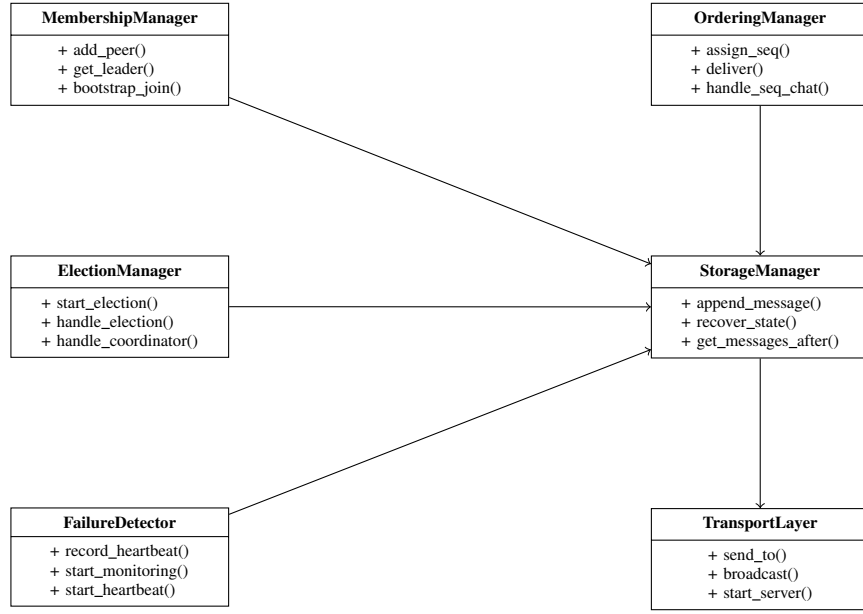 MembershipManager
+ add_peer()
+ get_leader()
+ bootstrap_join()
OrderingManager
+ assign_seq()
+ deliver()
+ handle_seq_chat()
ElectionManager
+ start_election()
+ handle_election()
+ handle_coordinator()
StorageManager
+ append_message()
+ recover_state()
+ get_messages_after()
FailureDetector
+ record_heartbeat()
+ start_monitoring()
+ start_heartbeat()
TransportLayer
+ send_to()
+ broadcast()
+ start_server()